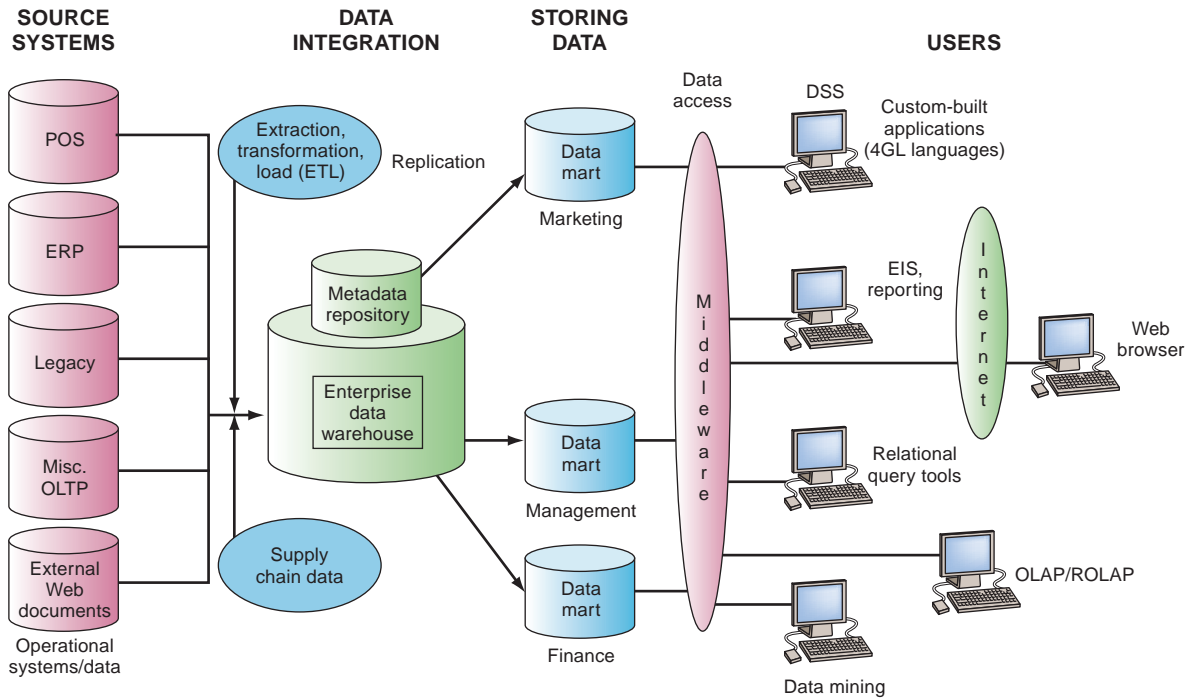 SOURCE
SYSTEMS
DATA
INTEGRATION
STORING
DATA
USERS
POS
ERP
Legacy
Misc.
OLTP
External
Web
documents
Operational
systems/data
Extraction,
transformation,
load (ETL)
Replication
Metadata
repository
Enterprise
data
warehouse
Supply
chain data
Data
mart
Marketing
Data
mart
Management
Data
mart
Finance
Data
access
Middleware
DSS
Custom-built
applications
(4GL languages)
EIS,
reporting
Internet
Web
browser
Relational
query tools
OLAP/ROLAP
Data mining